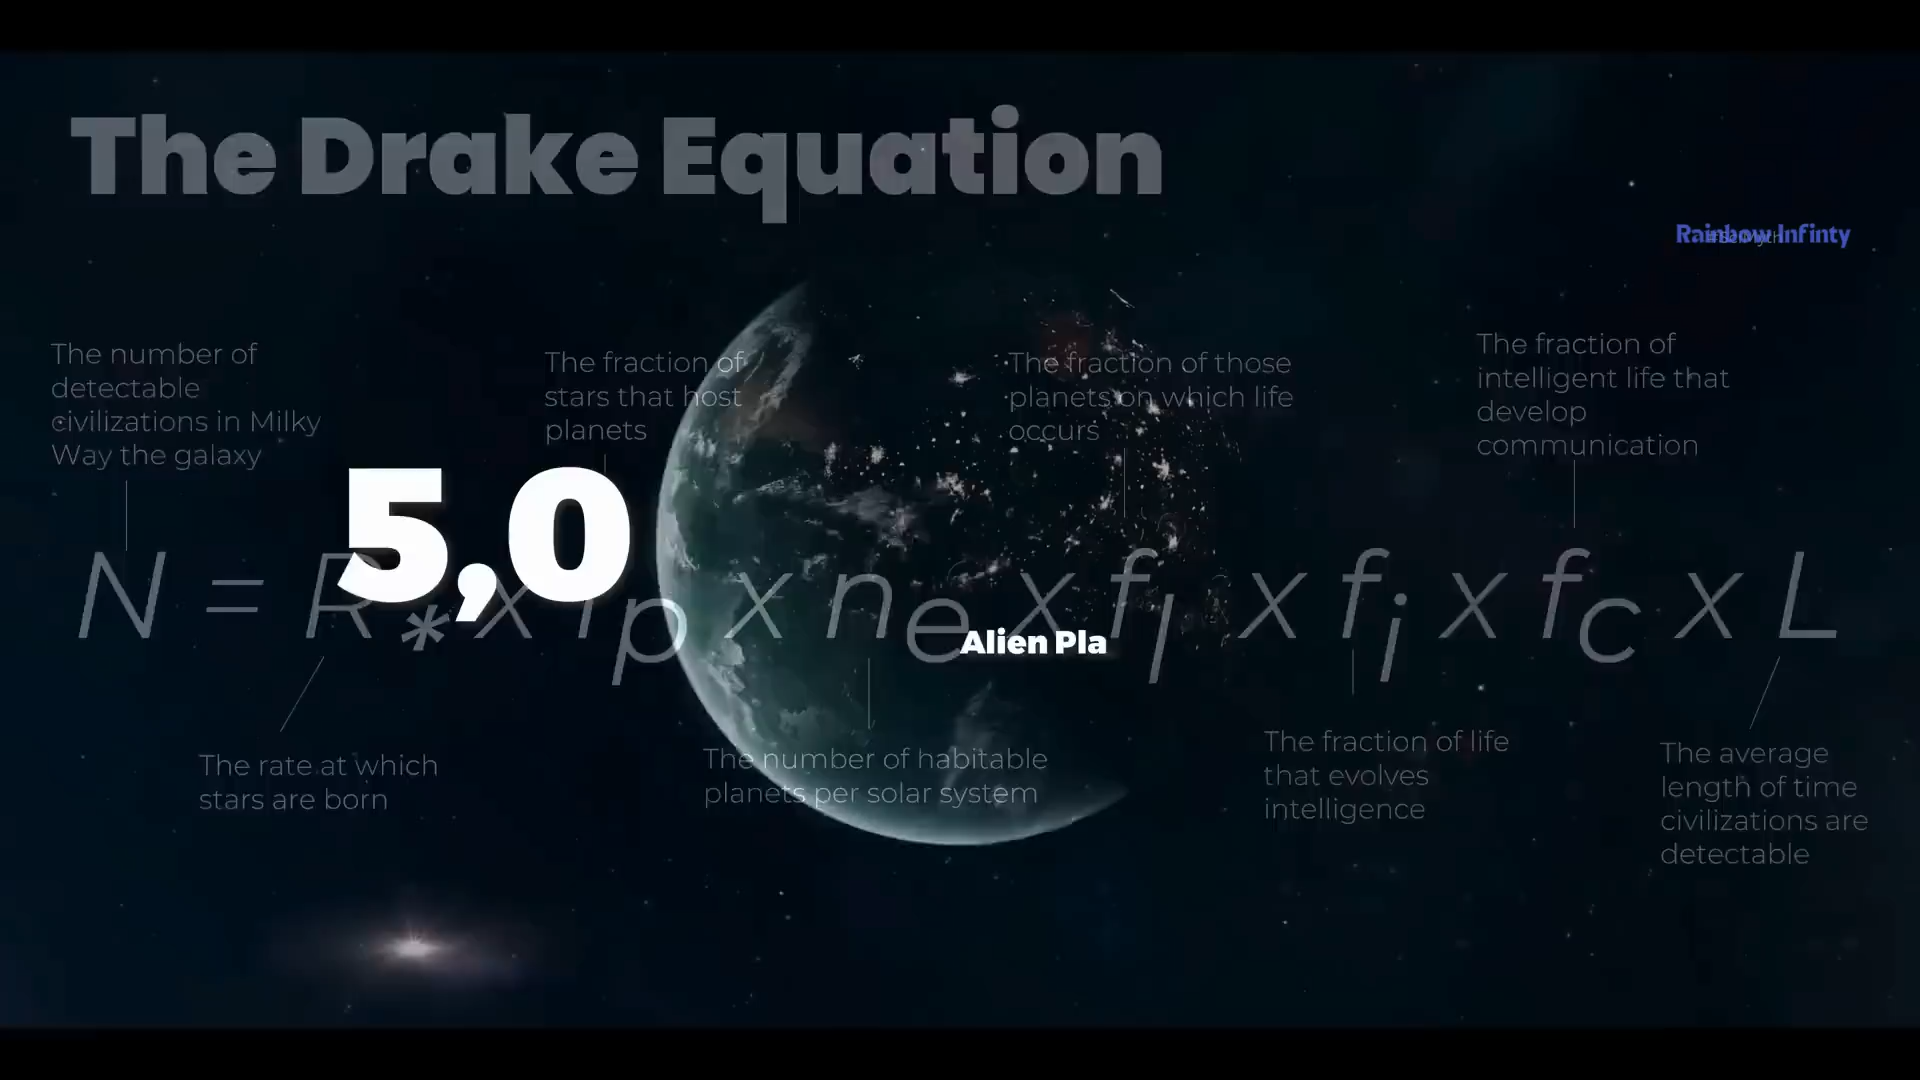 The Drake Equation
Rainbow Infinty
The number of
detectable
civilizations in Milky
Way the galaxy
The fraction of
stars that host
planets
The fraction of those
planets on which life
occurs
The fraction of
intelligent life that
develop
communication
5,0
N = R* x fp x ne x fl x fi x fc x L
Alien Pla
The rate at which
stars are born
The number of habitable
planets per solar system
The fraction of life
that evolves
intelligence
The average
length of time
civilizations are
detectable